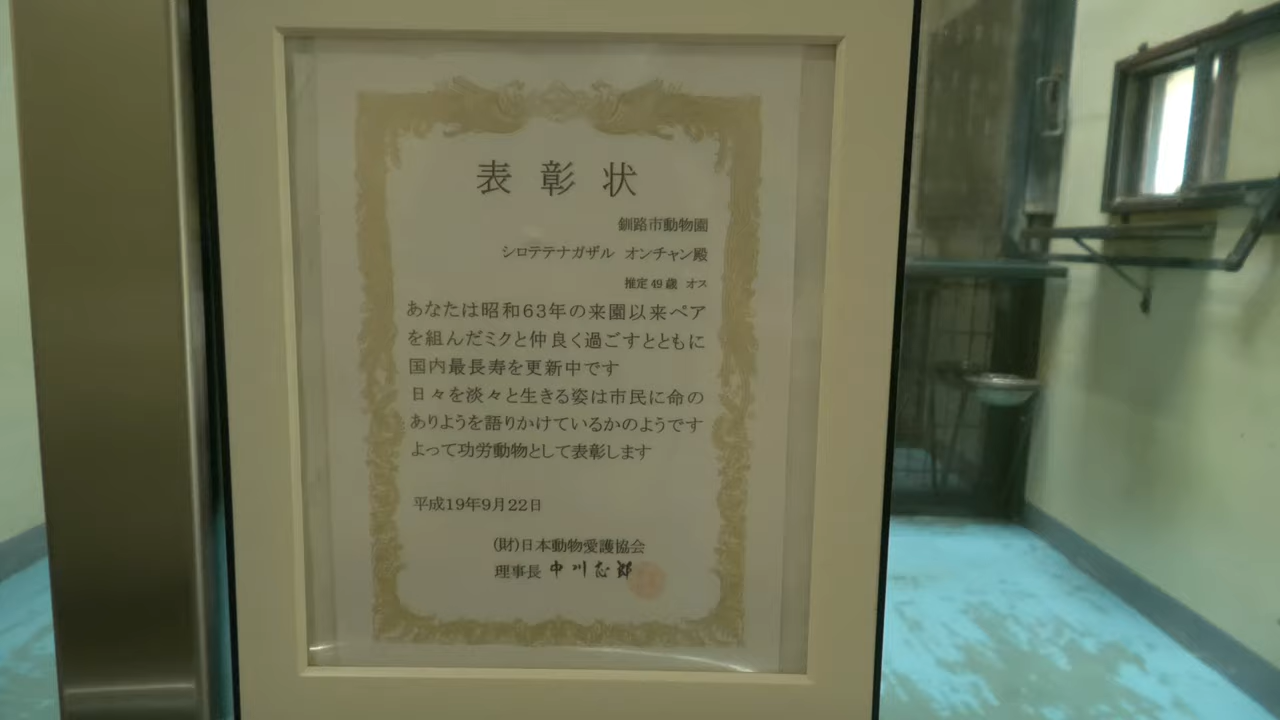 表彰状
釧路市動物園
シロテテナガザル オンチャン殿
推定49歳 オス
あなたは昭和63年の来園以来ペア
を組んだミクと仲良く過ごすとともに
国内最長寿を更新中です
日々を淡々と生きる姿は市民に命の
ありようを語りかけているかのようです
よって功労動物として表彰します
平成19年9月22日
(財)日本動物愛護協会
理事長 中川志郎